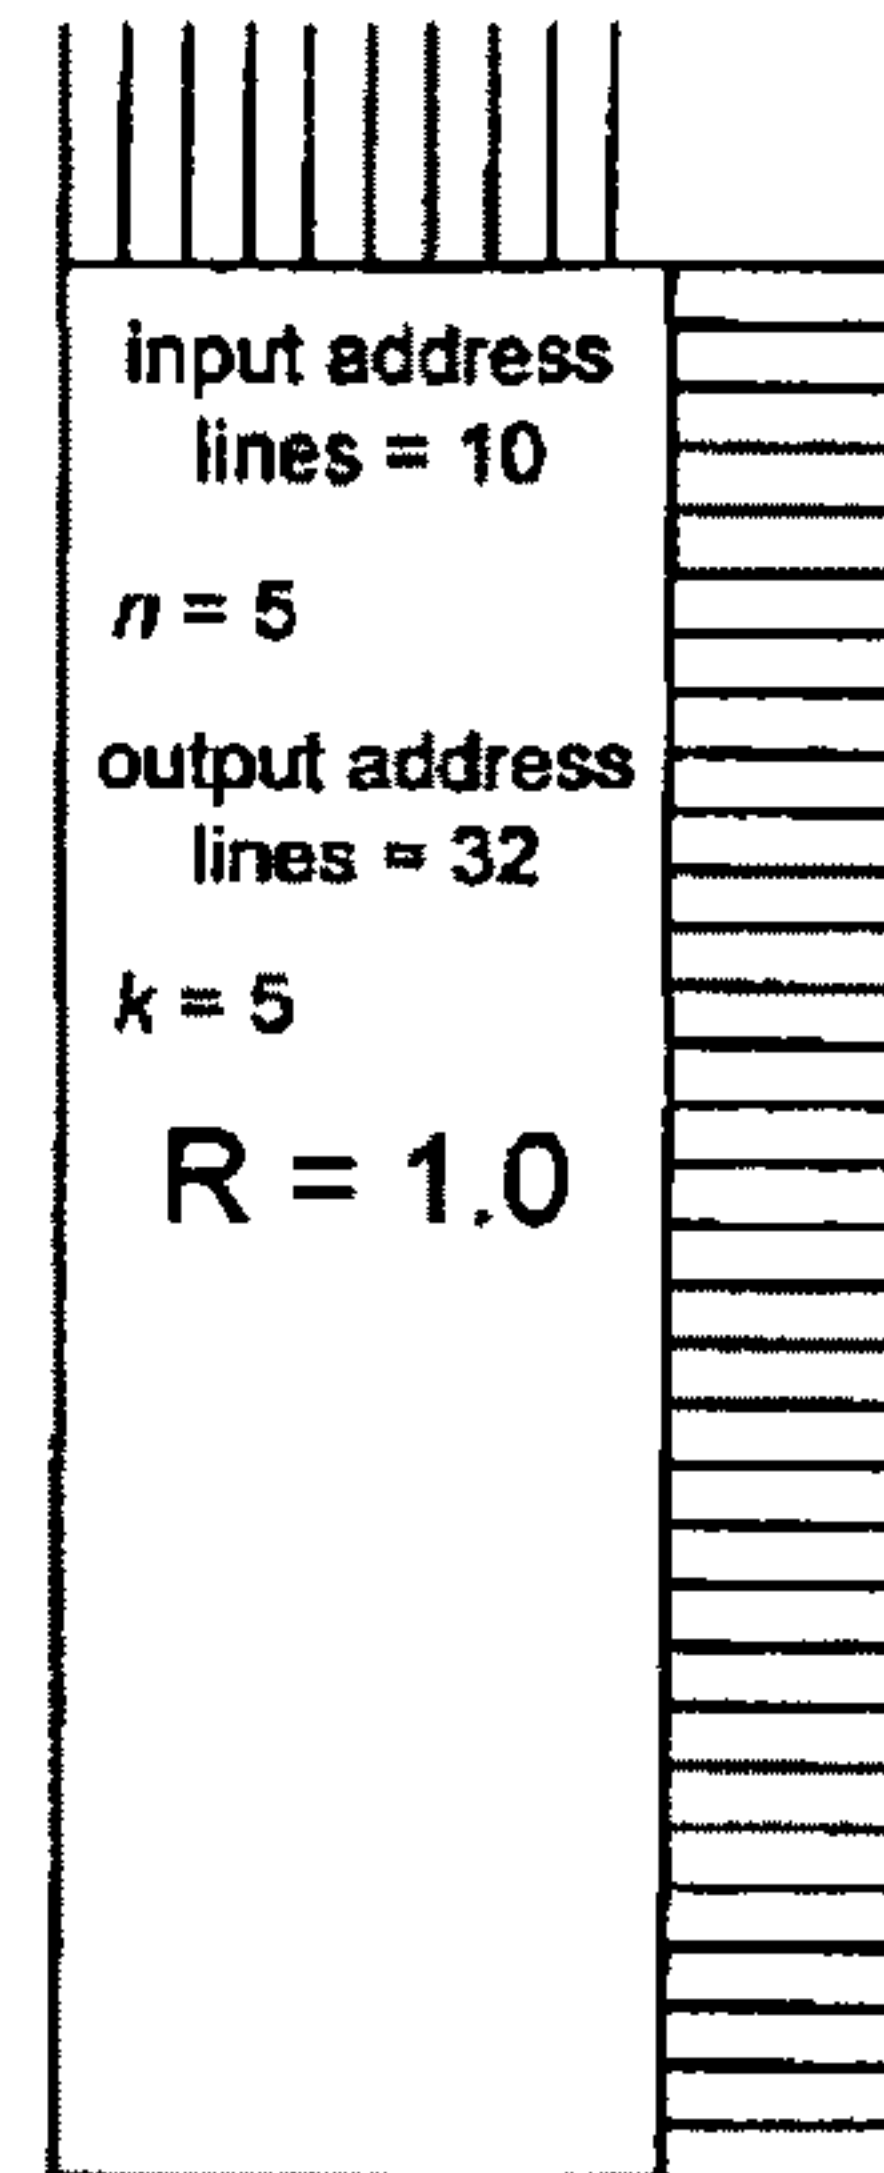 input address
lines = 10
n = 5
output address
lines = 32
k = 5
R = 1.0